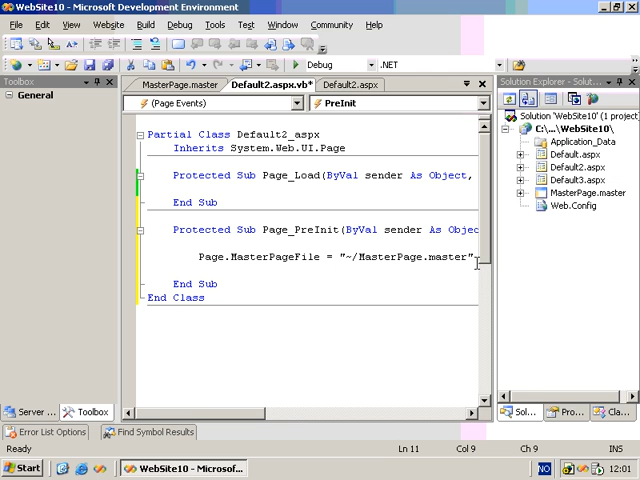 WebSite10 - Microsoft Development Environment
File Edit View Website Build Debug Tools Test Window Community Help
Debug .NET
Toolbox
General
MasterPage.master Default2.aspx.vb* Default2.aspx
(Page Events) PreInit
Partial Class Default2_aspx
Inherits System.Web.UI.Page
Protected Sub Page_Load(ByVal sender As Object,
End Sub
Protected Sub Page_PreInit(ByVal sender As Objec
Page.MasterPageFile = "~/MasterPage.master"
End Sub
End Class
Solution Explorer - C:\...\WebSite10\
Solution 'WebSite10' (1 project)
C:\...\WebSite10\
Application_Data
Default.aspx
Default2.aspx
Default3.aspx
MasterPage.master
Web.Config
Server ... Toolbox
Sol... Pro... Cla...
Error List Options Find Symbol Results
Ready Ln 11 Col 9 Ch 9 INS
Start WebSite10 - Microsof... NO 12:01